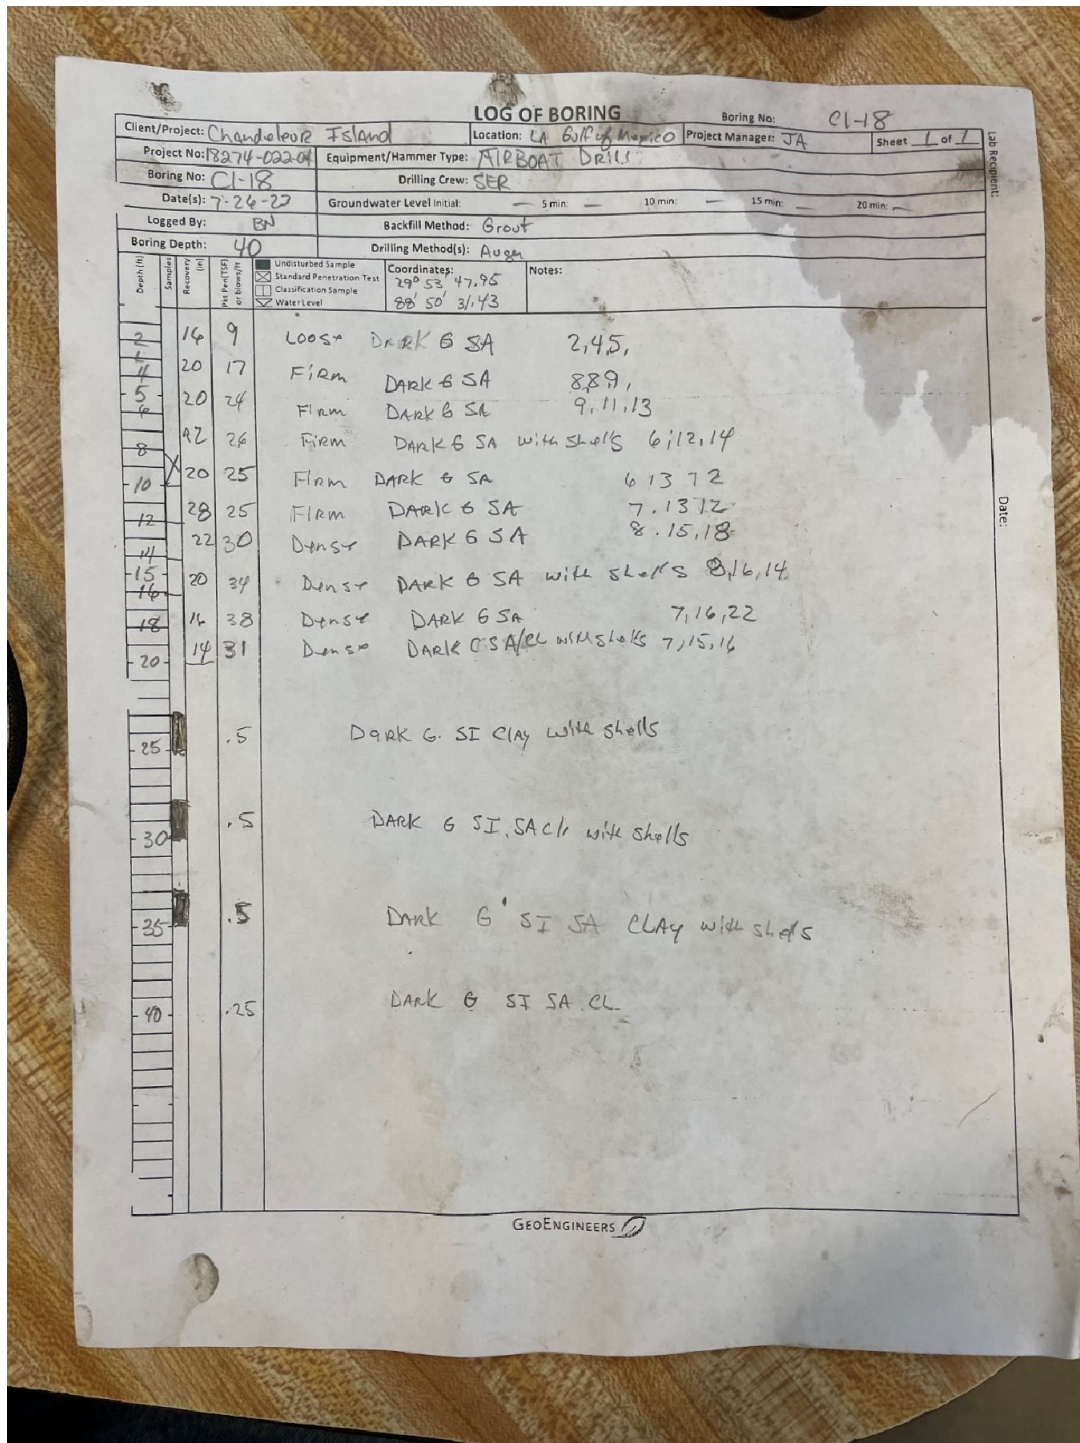 LOG OF BORING Boring No: CI-18
Client/Project: Chandeleur Island Location: LA Gulf of Mexico Project Manager: JA Sheet 1 of 1
Project No: 18274-022-04 Equipment/Hammer Type: AIRBOAT DRILL
Boring No: CI-18 Drilling Crew: SER
Date(s): 7-26-23 Groundwater Level Initial: — 5 min: — 10 min: — 15 min: — 20 min: —
Logged By: BN Backfill Method: Grout
Boring Depth: 40 Drilling Method(s): Auger
Lab Recipient:
Date:
Depth (ft) Samples Recovery (in) Pkt Pen(TSF) or blows/ft
Undisturbed Sample
Standard Penetration Test
Classification Sample
Water Level
Coordinates:
29° 53' 47.95
88' 50' 31.43
Notes:
2 16 9 Loose DARK G SA 2,4,5,
4 20 17 Firm DARK G SA 8,8,9,
5
6 20 24 Firm DARK G SA 9,11,13
8 26 Firm DARK G SA with shells 6,12,14
10 20 25 Firm DARK G SA 6 13 12
12 28 25 Firm DARK G SA 7.13 12
14 22 30 Dense DARK G SA 8.15,18
15
16 20 34 Dense DARK G SA with shells 8,16,14
18 16 38 Dense DARK G SA 7,16,22
20 14 31 Dense DARK G SA/CL with shells 7,15,16
25 .5 Dark G. SI Clay with shells
30 .5 DARK G SI. SA with shells
35 .5 DARK G SI SA CLAY with shells
40 .25 DARK G SI SA CL
GEOENGINEERS